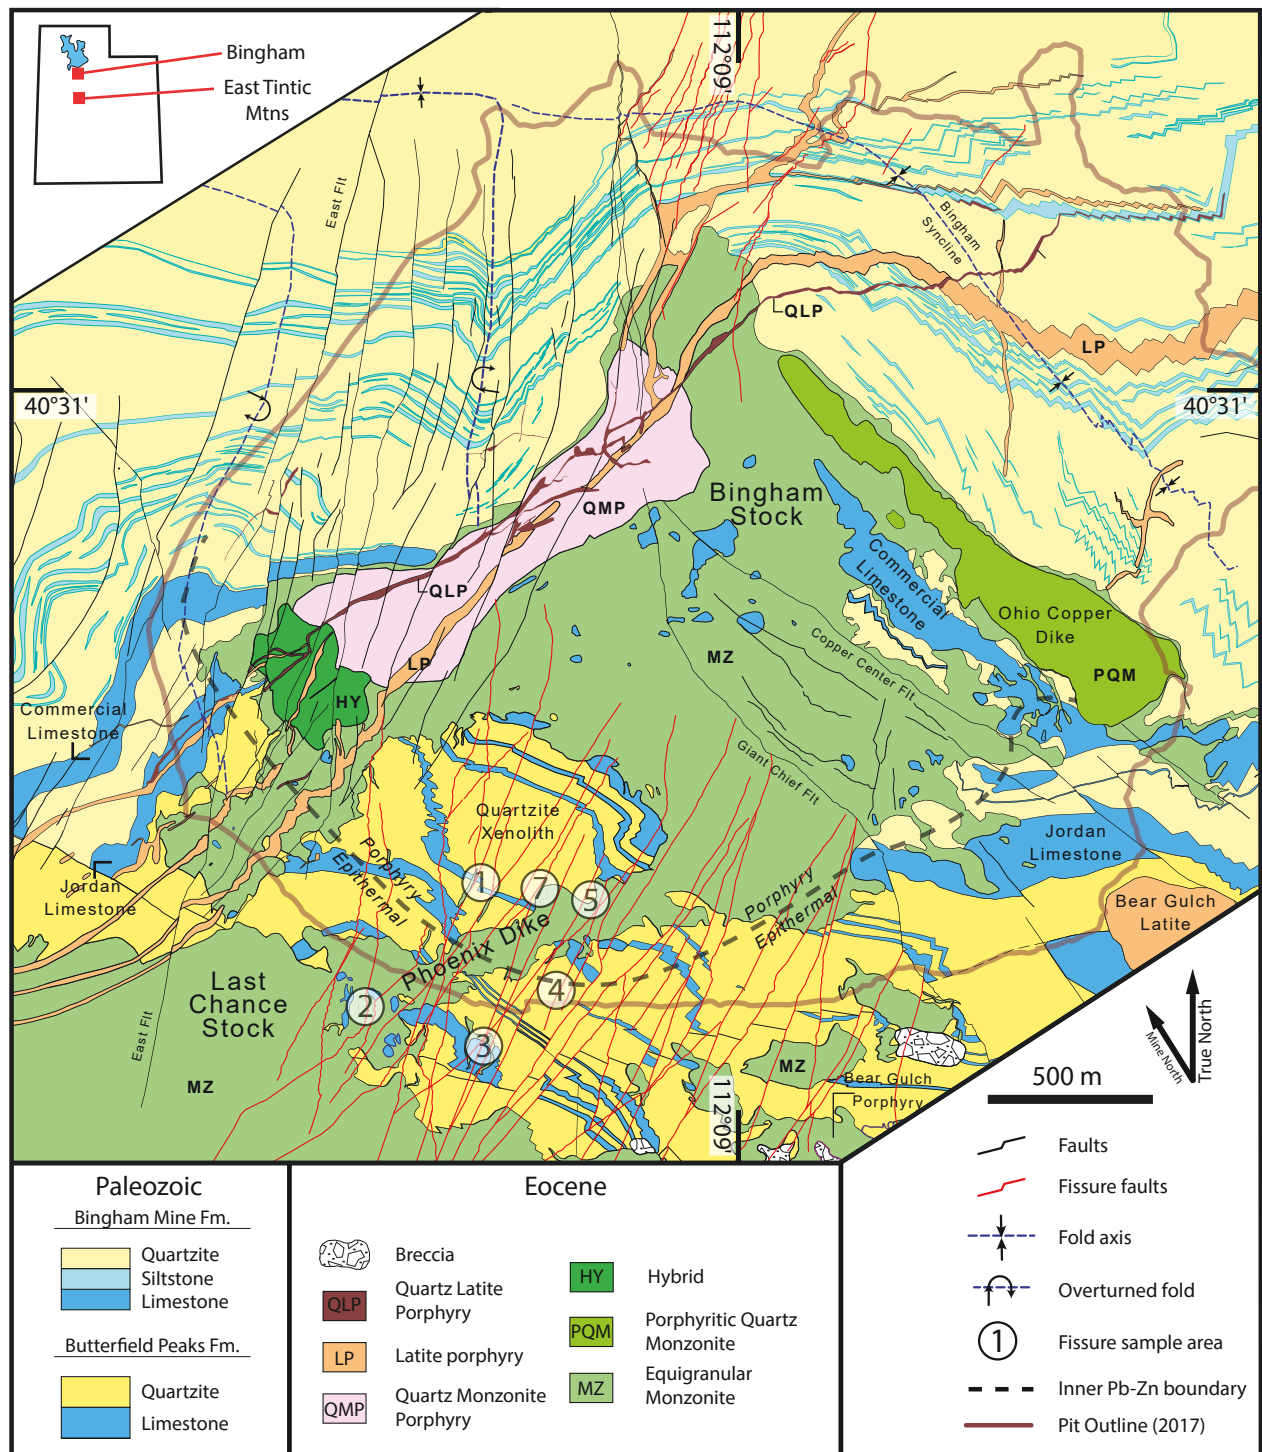 Bingham
East Tintic
Mtns
112°09'
East Flt
Bingham
Syncline
QLP
LP
40°31'
40°31'
QMP
Bingham
Stock
Commercial
Limestone
QLP
Ohio Copper
Dike
PQM
Copper Center Flt
MZ
LP
HY
Commercial
Limestone
Giant Chief Flt
Quartzite
Xenolith
Jordan
Limestone
Porphyry
Epithermal
1
7
5
Jordan
Limestone
Porphyry
Epithermal
Bear Gulch
Latite
Phoenix Dike
Last
Chance
Stock
2
4
3
East Flt
MZ
MZ
Bear Gulch
Porphyry
112°09'
Mine North
True North
500 m
Paleozoic
Bingham Mine Fm.
Quartzite
Siltstone
Limestone
Butterfield Peaks Fm.
Quartzite
Limestone
Eocene
Breccia
QLP
Quartz Latite
Porphyry
LP
Latite porphyry
QMP
Quartz Monzonite
Porphyry
HY
Hybrid
PQM
Porphyritic Quartz
Monzonite
MZ
Equigranular
Monzonite
Faults
Fissure faults
Fold axis
Overturned fold
1
Fissure sample area
Inner Pb-Zn boundary
Pit Outline (2017)